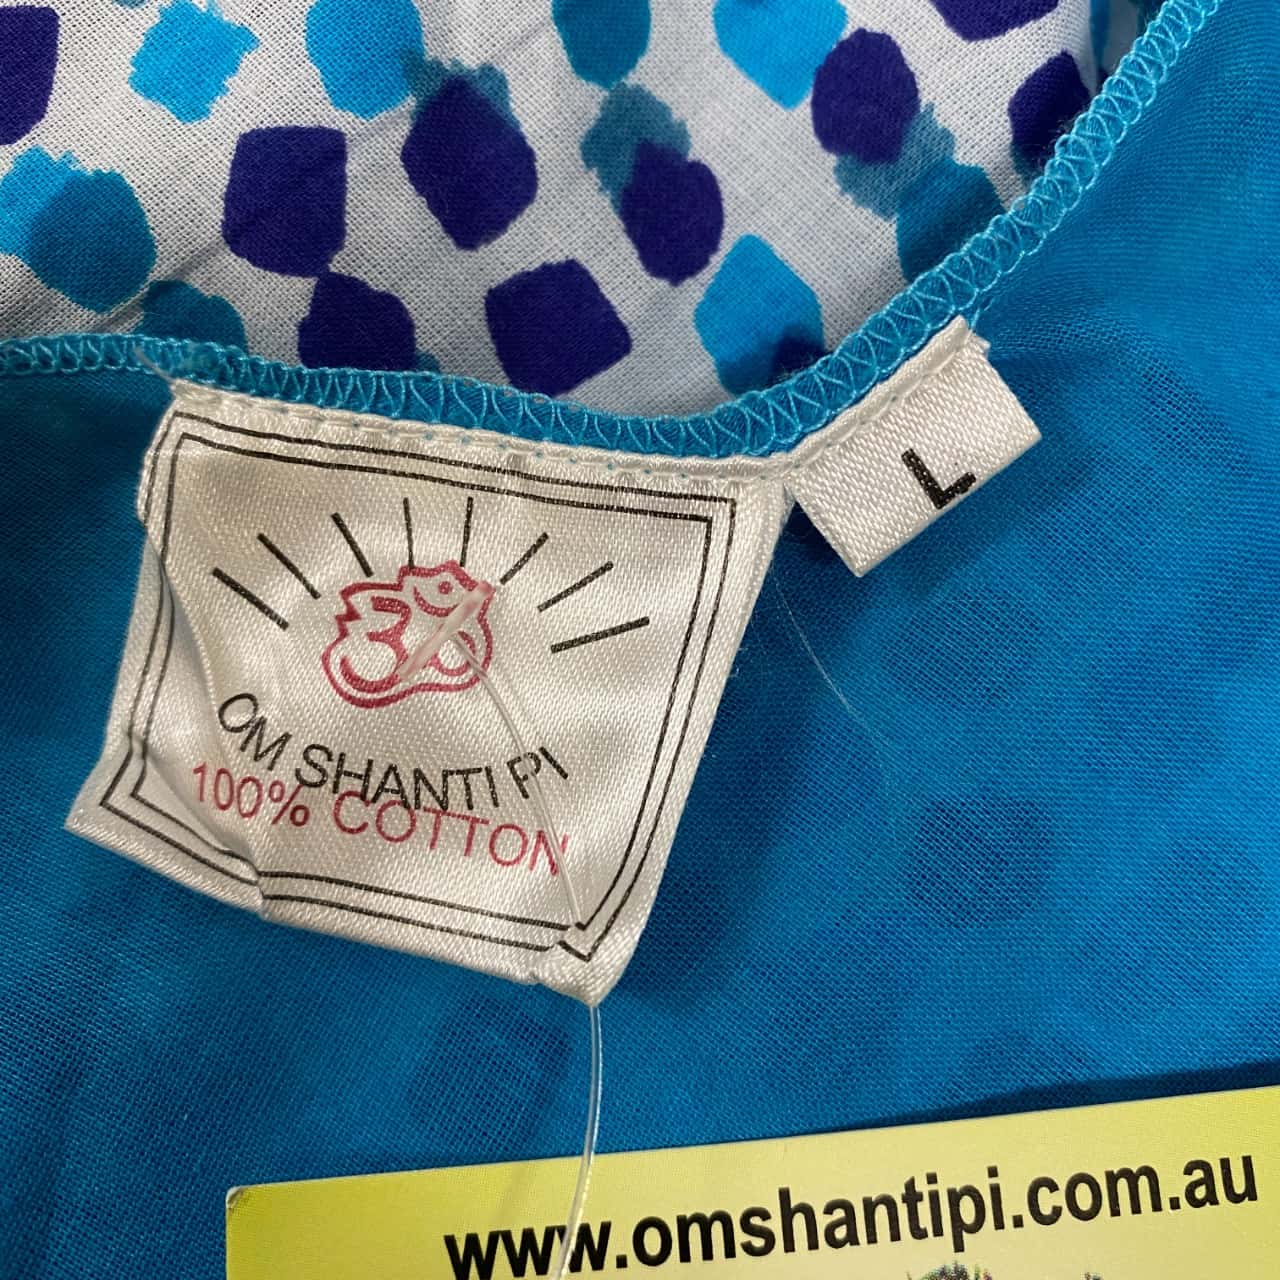 L
ॐ
OM SHANTI PI
100% COTTON
www.omshantipi.com.au